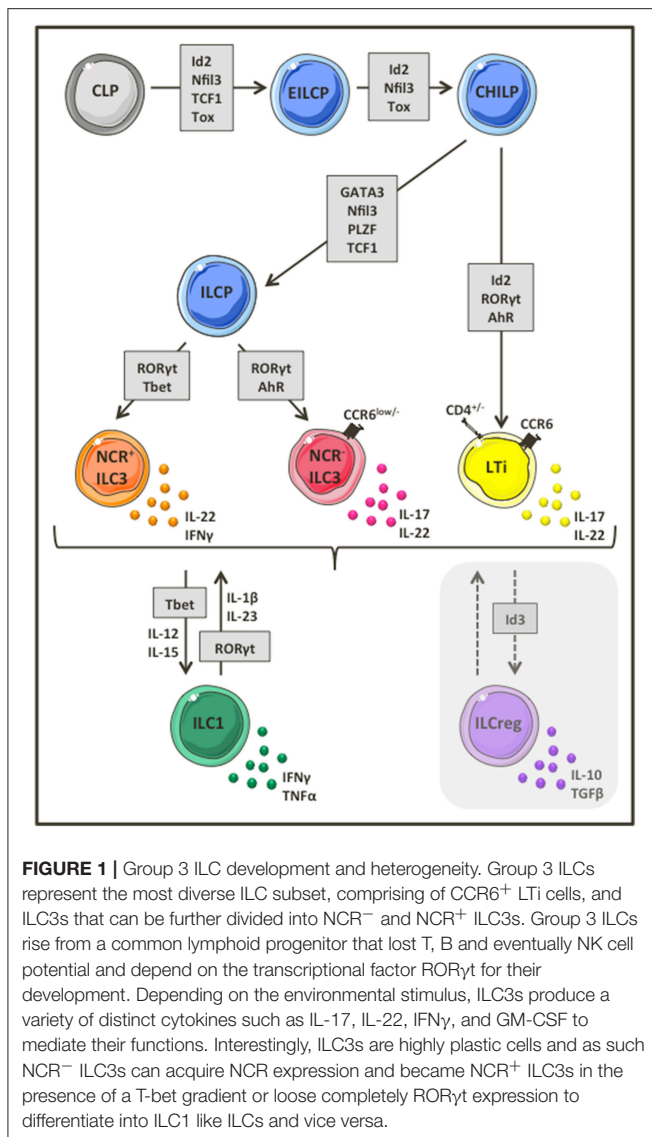 CLP
Id2
Nfil3
TCF1
Tox
EILCP
Id2
Nfil3
Tox
CHILP
GATA3
Nfil3
PLZF
TCF1
ILCP
Id2
RORγt
AhR
RORγt
Tbet
RORγt
AhR
CCR6low/-
CD4+/-
CCR6
NCR+
ILC3
IL-22
IFNγ
NCR-
ILC3
IL-17
IL-22
LTi
IL-17
IL-22
Tbet
IL-12
IL-15
IL-1β
IL-23
RORγt
Id3
ILC1
IFNγ
TNFα
ILCreg
IL-10
TGFβ
FIGURE 1 | Group 3 ILC development and heterogeneity. Group 3 ILCs
represent the most diverse ILC subset, comprising of CCR6+ LTi cells, and
ILC3s that can be further divided into NCR− and NCR+ ILC3s. Group 3 ILCs
rise from a common lymphoid progenitor that lost T, B and eventually NK cell
potential and depend on the transcriptional factor RORγt for their
development. Depending on the environmental stimulus, ILC3s produce a
variety of distinct cytokines such as IL-17, IL-22, IFNγ, and GM-CSF to
mediate their functions. Interestingly, ILC3s are highly plastic cells and as such
NCR− ILC3s can acquire NCR expression and became NCR+ ILC3s in the
presence of a T-bet gradient or loose completely RORγt expression to
differentiate into ILC1 like ILCs and vice versa.